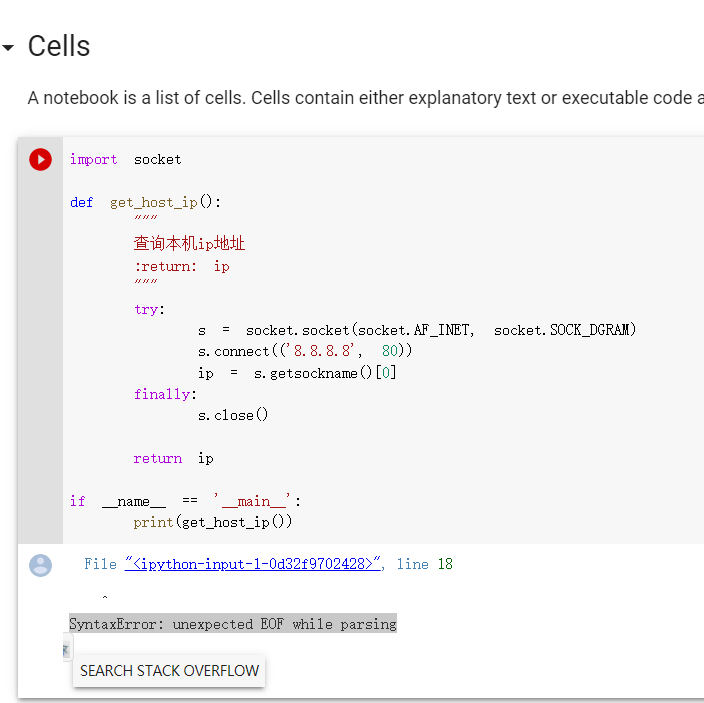 Cells
A notebook is a list of cells. Cells contain either explanatory text or executable code a
import socket
def get_host_ip():
"""
查询本机ip地址
:return: ip
"""
try:
s = socket.socket(socket.AF_INET, socket.SOCK_DGRAM)
s.connect(('8.8.8.8', 80))
ip = s.getsockname()[0]
finally:
s.close()
return ip
if __name__ == '__main__':
print(get_host_ip())
File "<ipython-input-1-0d32f9702428>", line 18
^
SyntaxError: unexpected EOF while parsing
SEARCH STACK OVERFLOW